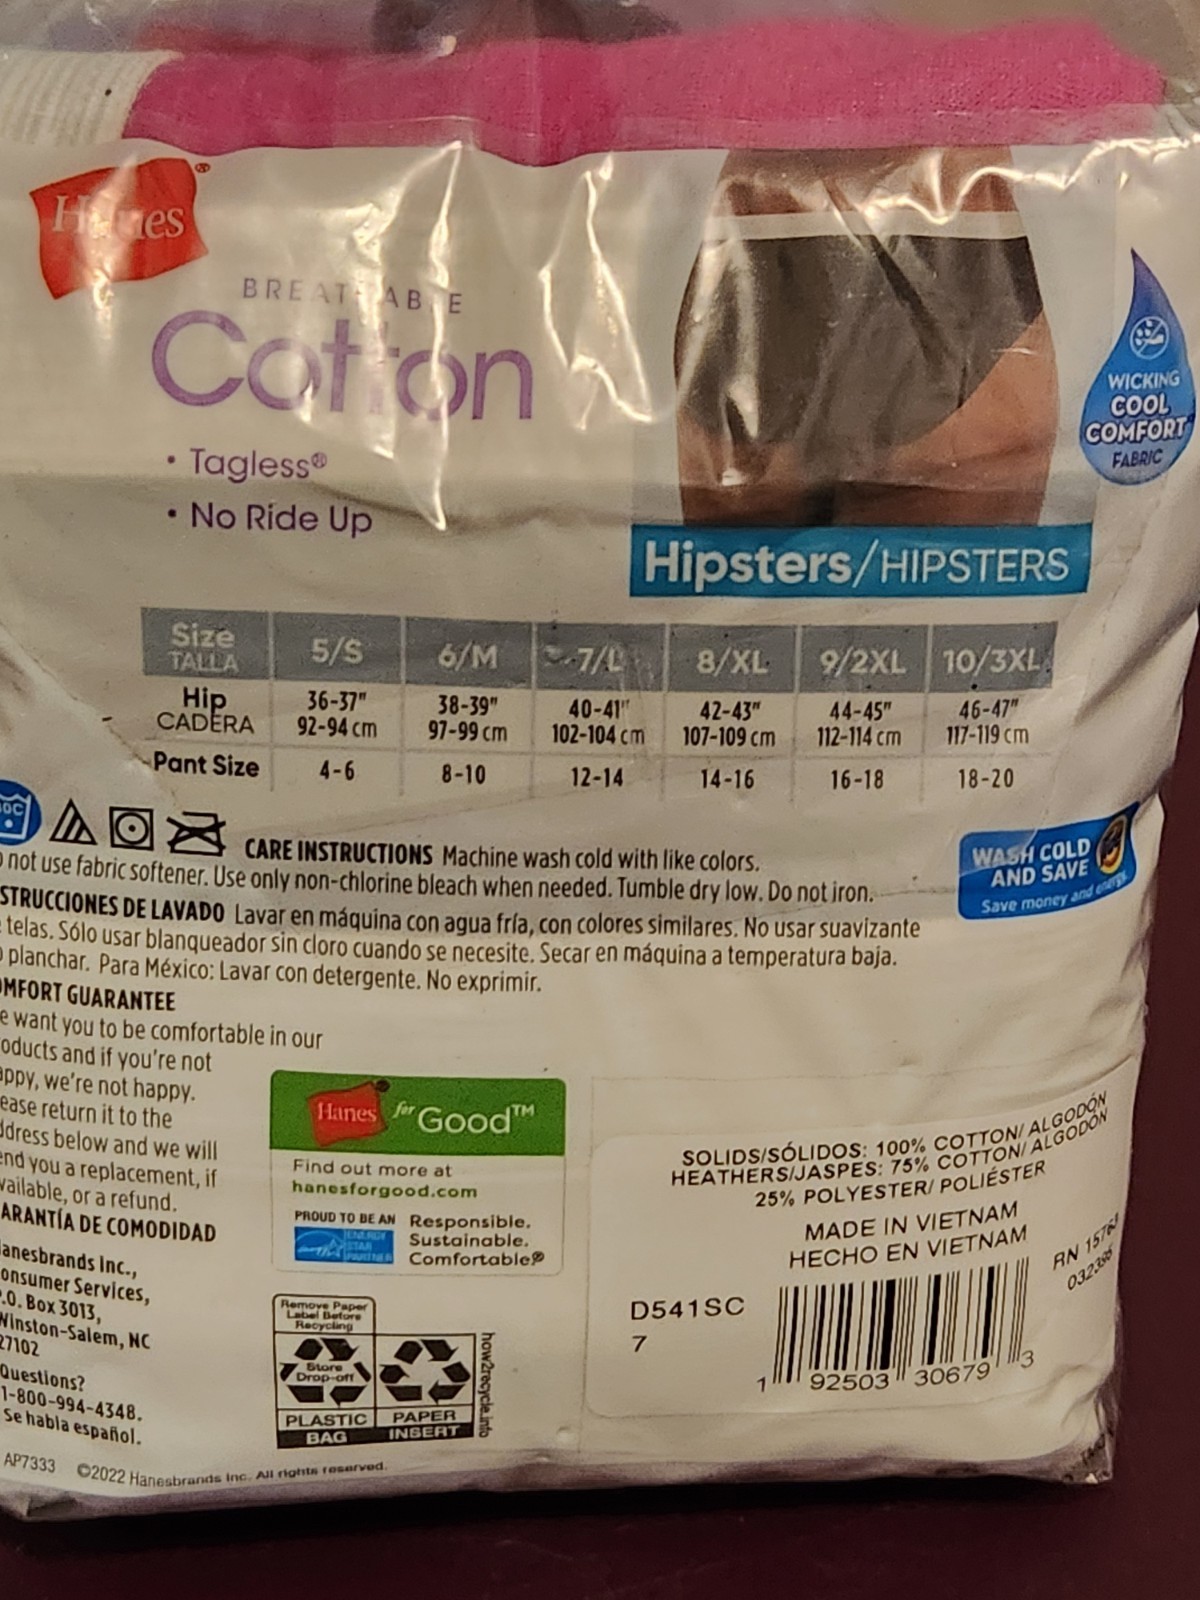 Hanes®
BREATHABLE
Cotton
• Tagless®
• No Ride Up
WICKING
COOL
COMFORT
FABRIC
Hipsters/HIPSTERS
Size 5/S 6/M 7/L 8/XL 9/2XL 10/3XL
TALLA
Hip 36-37" 38-39" 40-41" 42-43" 44-45" 46-47"
CADERA 92-94 cm 97-99 cm 102-104 cm 107-109 cm 112-114 cm 117-119 cm
Pant Size 4-6 8-10 12-14 14-16 16-18 18-20
CARE INSTRUCTIONS Machine wash cold with like colors.
not use fabric softener. Use only non-chlorine bleach when needed. Tumble dry low. Do not iron.
WASH COLD
AND SAVE
Save money and energy.
STRUCCIONES DE LAVADO Lavar en máquina con agua fría, con colores similares. No usar suavizante
telas. Sólo usar blanqueador sin cloro cuando se necesite. Secar en máquina a temperatura baja.
planchar. Para México: Lavar con detergente. No exprimir.
OMFORT GUARANTEE
e want you to be comfortable in our
oducts and if you're not
appy, we're not happy.
ease return it to the
ddress below and we will
end you a replacement, if
vailable, or a refund.
ARANTÍA DE COMODIDAD
anesbrands Inc.,
onsumer Services,
.O. Box 3013,
Winston-Salem, NC
27102
Questions?
1-800-994-4348.
Se habla español.
AP7333 ©2022 Hanesbrands Inc. All rights reserved.
Hanes for Good™
Find out more at
hanesforgood.com
PROUD TO BE AN
ENERGY
STAR
PARTNER
Responsible.
Sustainable.
Comfortable®
Remove Paper
Label Before
Recycling
Store
Drop-off
PLASTIC
BAG
PAPER
INSERT
how2recycle.info
SOLIDS/SÓLIDOS: 100% COTTON/ ALGODÓN
HEATHERS/JASPES: 75% COTTON/ ALGODÓN
25% POLYESTER/ POLIÉSTER
MADE IN VIETNAM
HECHO EN VIETNAM
RN 15763
D541SC
7
1 92503 30679 3